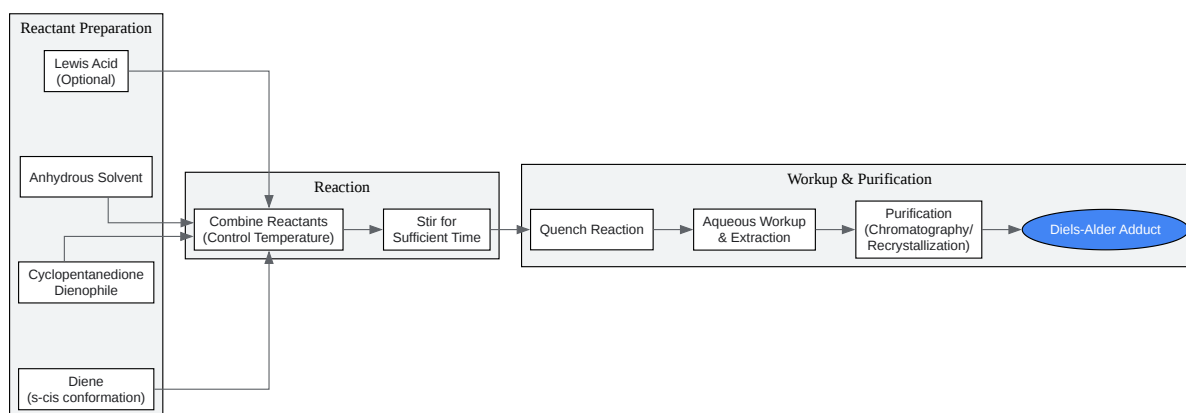 Reactant Preparation
Lewis Acid
(Optional)
Anhydrous Solvent
Cyclopentanedione
Dienophile
Diene
(s-cis conformation)
Reaction
Combine Reactants
(Control Temperature)
Stir for
Sufficient Time
Workup & Purification
Quench Reaction
Aqueous Workup
& Extraction
Purification
(Chromatography/
Recrystallization)
Diels-Alder Adduct